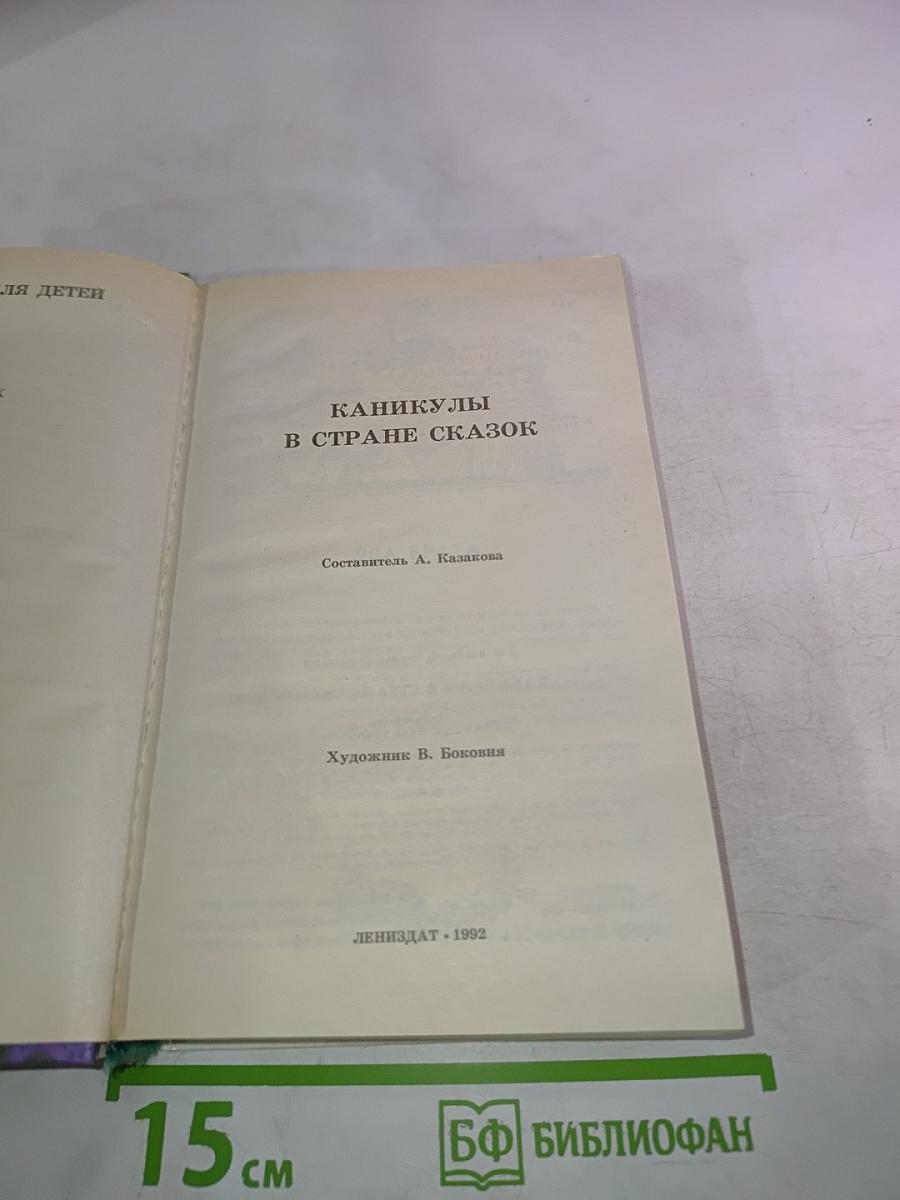 ЛЯ ДЕТЕЙ
КАНИКУЛЫ
В СТРАНЕ СКАЗОК
Составитель А. Казакова
Художник В. Боковня
ЛЕНИЗДАТ • 1992
15 см
БФ БИБЛИОФАН